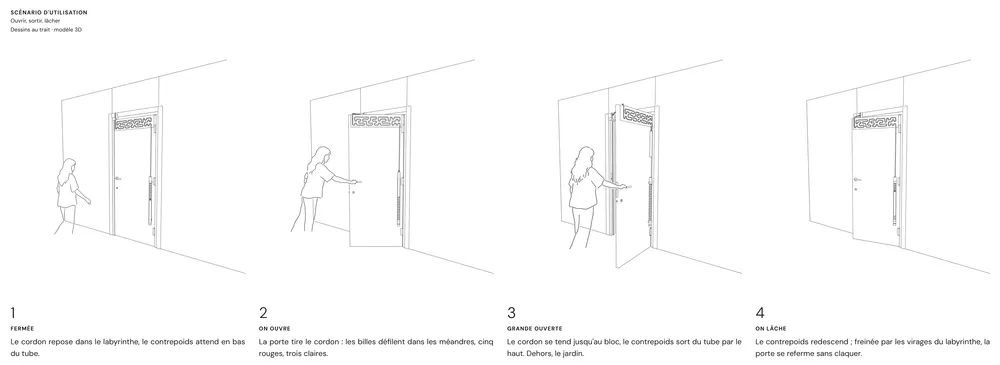 SCÉNARIO D'UTILISATION
Ouvrir, sortir, lâcher
Dessins au trait · modèle 3D
1
FERMÉE
Le cordon repose dans le labyrinthe, le contrepoids attend en bas
du tube.
2
ON OUVRE
La porte tire le cordon : les billes défilent dans les méandres, cinq
rouges, trois claires.
3
GRANDE OUVERTE
Le cordon se tend jusqu'au bloc, le contrepoids sort du tube par le
haut. Dehors, le jardin.
4
ON LÂCHE
Le contrepoids redescend ; freinée par les virages du labyrinthe, la
porte se referme sans claquer.